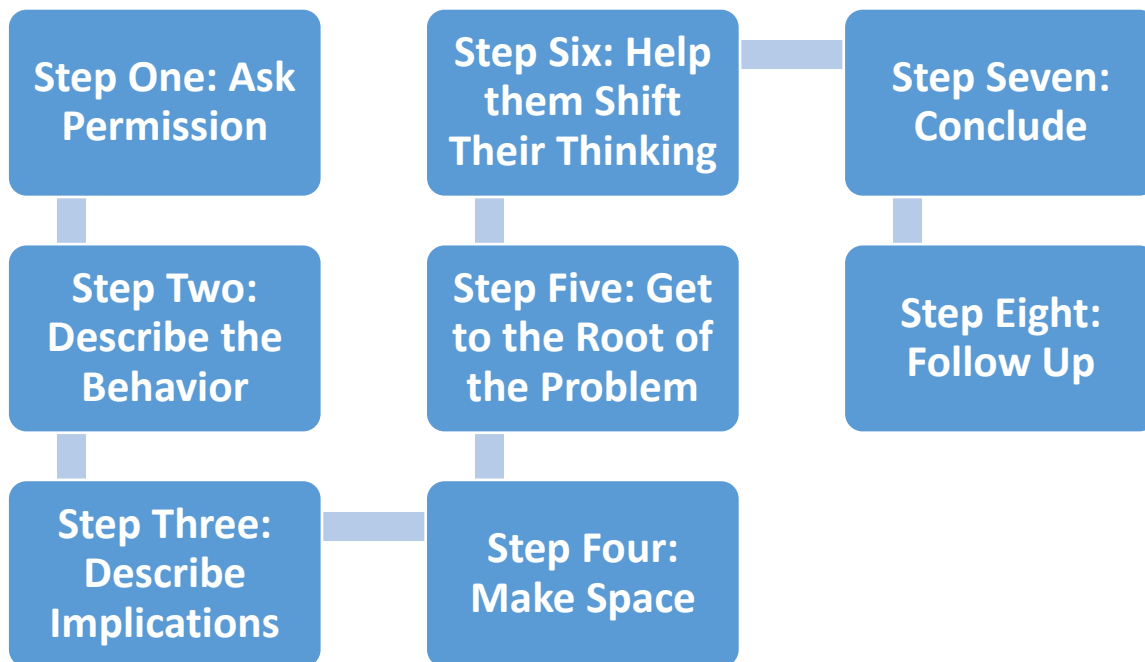 Step One: Ask
Permission
Step Two:
Describe the
Behavior
Step Three:
Describe
Implications
Step Four:
Make Space
Step Five: Get
to the Root of
the Problem
Step Six: Help
them Shift
Their Thinking
Step Seven:
Conclude
Step Eight:
Follow Up